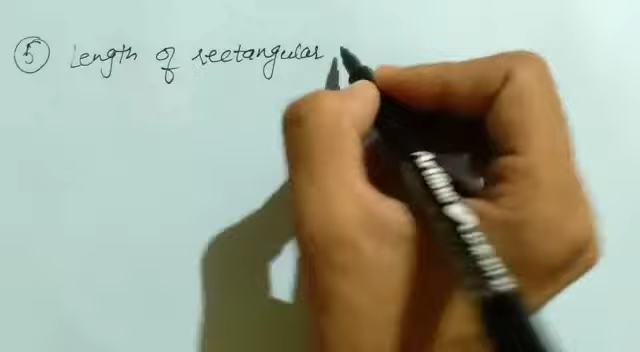 ⑤ Length of rectangular